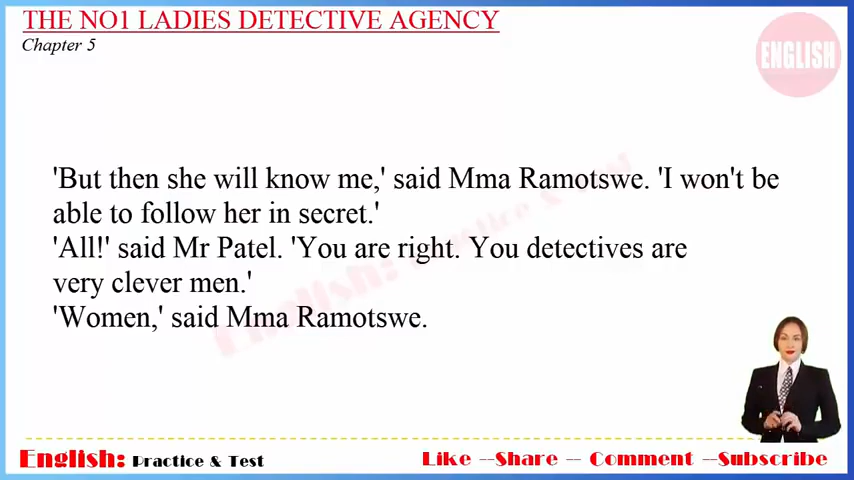 THE NO1 LADIES DETECTIVE AGENCY
Chapter 5
ENGLISH
'But then she will know me,' said Mma Ramotswe. 'I won't be
able to follow her in secret.'
'All!' said Mr Patel. 'You are right. You detectives are
very clever men.'
'Women,' said Mma Ramotswe.
English: Practice & Test
Like --Share -- Comment --Subscribe